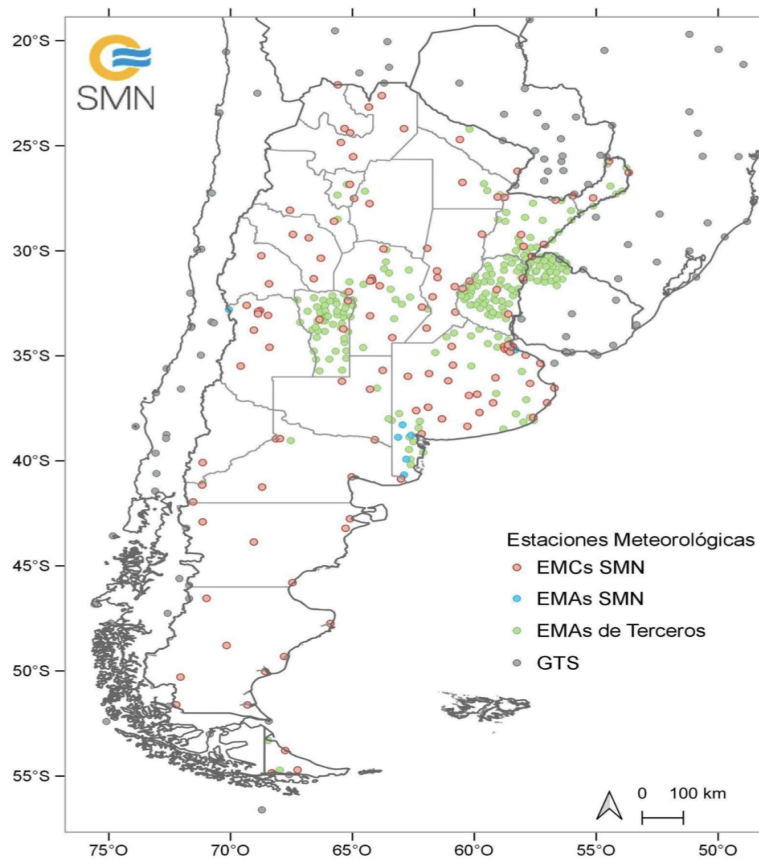 SMN
20°S
25°S
30°S
35°S
40°S
45°S
50°S
55°S
Estaciones Meteorológicas
EMCs SMN
EMAs SMN
EMAs de Terceros
GTS
0 100 km
75°O 70°O 65°O 60°O 55°O 50°O